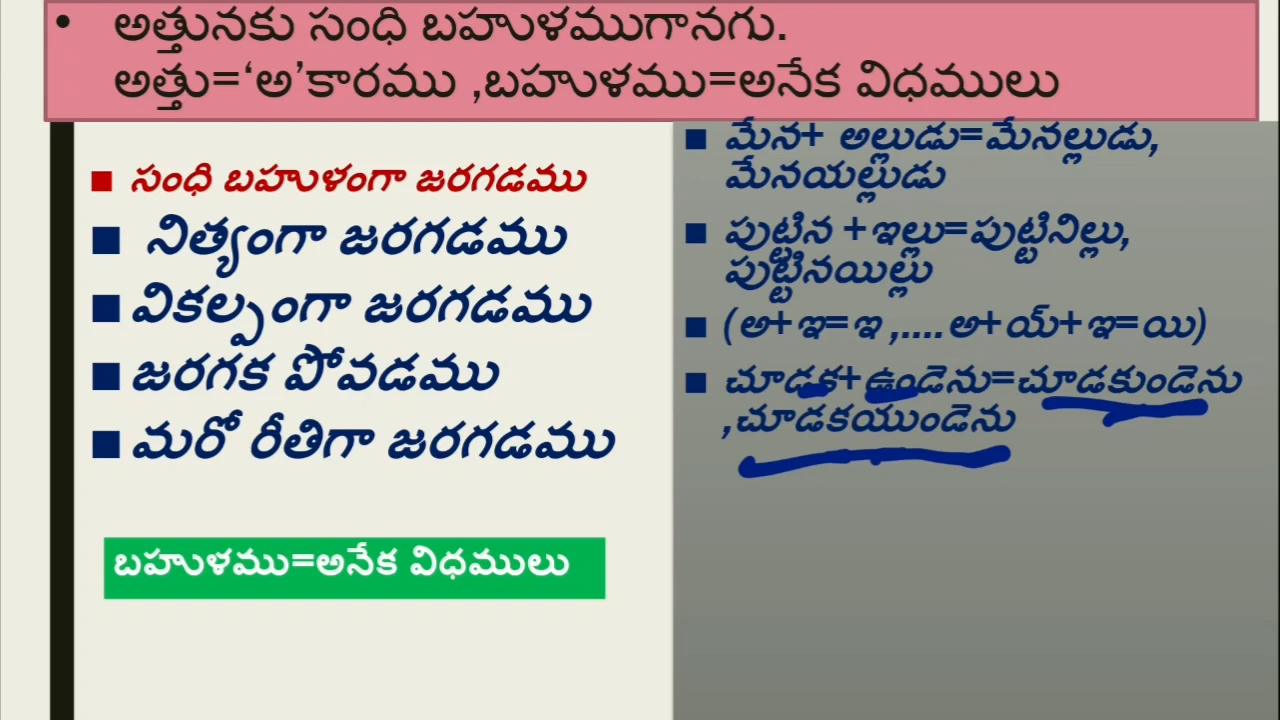 • అత్తునకు సంధి బహుళముగానగు.
అత్తు=‘అ’కారము ,బహుళము=అనేక విధములు
■ సంధి బహుళంగా జరగడము
■ నిత్యంగా జరగడము
■ వికల్పంగా జరగడము
■ జరగక పోవడము
■ మరో రీతిగా జరగడము
బహుళము=అనేక విధములు
■ మేన+ అల్లుడు=మేనల్లుడు,
మేనయల్లుడు
■ పుట్టిన +ఇల్లు=పుట్టినిల్లు,
పుట్టినయిల్లు
■ (అ+ఇ=ఇ ,....అ+య్+ఇ=యి)
■ చూడక+ఉండెను=చూడకుండెను
,చూడకయుండెను